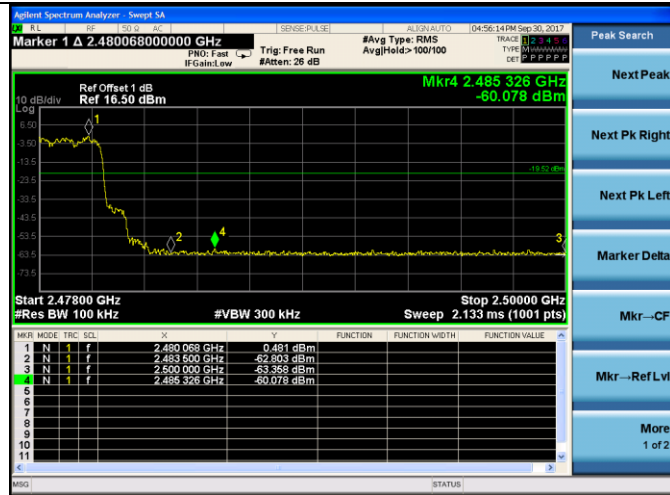 Agilent Spectrum Analyzer - Swept SA
RL RF 50 Ω AC SENSE:PULSE ALIGNAUTO 04:56:14 PM Sep 30, 2017
Marker 1 Δ 2.480068000000 GHz
PNO: Fast
IFGain:Low
Trig: Free Run
#Atten: 26 dB
#Avg Type: RMS
Avg|Hold:>100/100
TRACE 1 2 3 4 5 6
TYPE M
DET P P P P P P
Ref Offset 1 dB
10 dB/div Ref 16.50 dBm
Mkr4 2.485 326 GHz
-60.078 dBm
Log
6.50
-3.50
-13.5
-23.5
-33.5
-43.5
-53.5
-63.5
-73.5
1
2
4
3
-19.52 dBm
Start 2.47800 GHz Stop 2.50000 GHz
#Res BW 100 kHz #VBW 300 kHz Sweep 2.133 ms (1001 pts)
MKR MODE TRC SCL X Y FUNCTION FUNCTION WIDTH FUNCTION VALUE
1 N 1 f 2.480 068 GHz 0.481 dBm
2 N 1 f 2.483 500 GHz -62.803 dBm
3 N 1 f 2.500 000 GHz -63.358 dBm
4 N 1 f 2.485 326 GHz -60.078 dBm
5
6
7
8
9
10
11
MSG STATUS
Peak Search
Next Peak
Next Pk Right
Next Pk Left
Marker Delta
Mkr→CF
Mkr→Ref Lvl
More
1 of 2